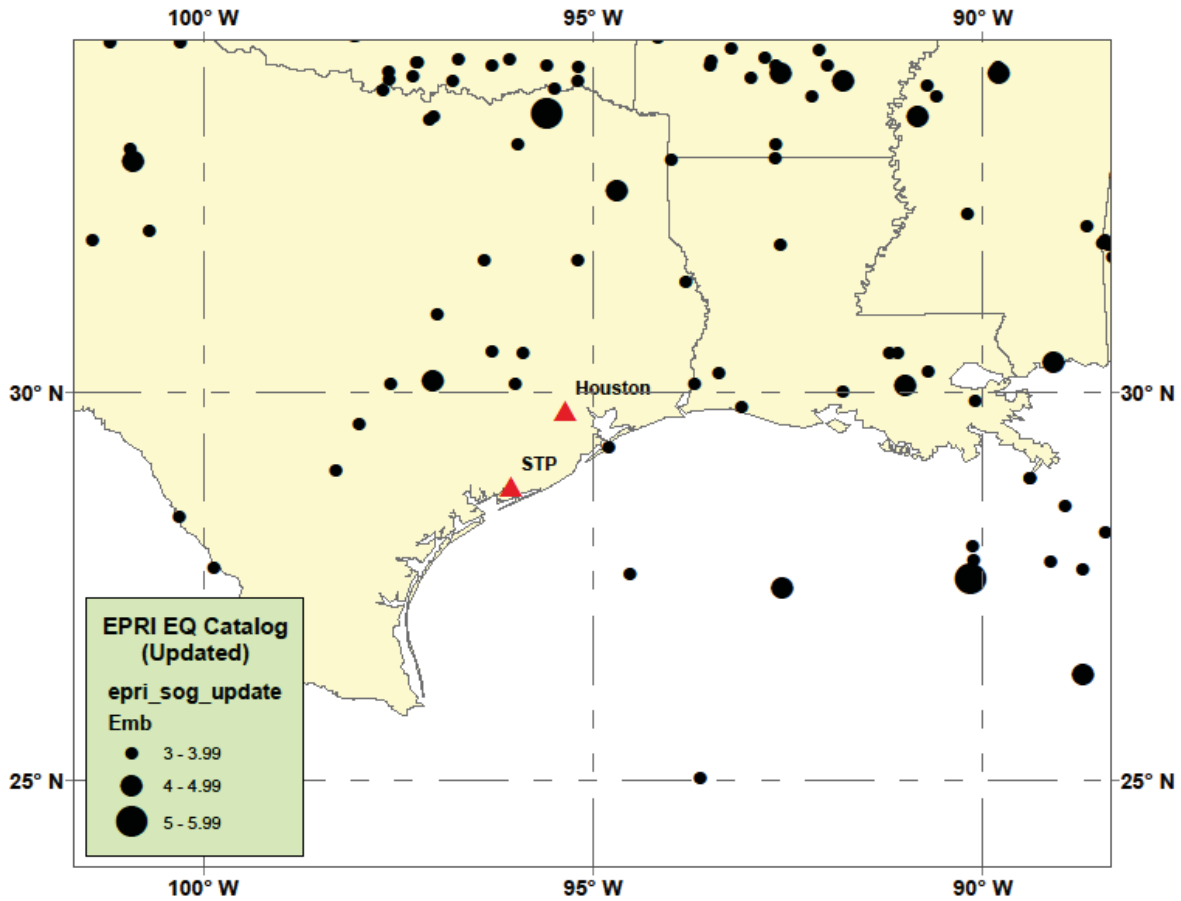 100° W 95° W 90° W
Houston
30° N 30° N
STP
EPRI EQ Catalog
(Updated)
epri_sog_update
Emb
3 - 3.99
25° N 25° N
4 - 4.99
5 - 5.99
100° W 95° W 90° W